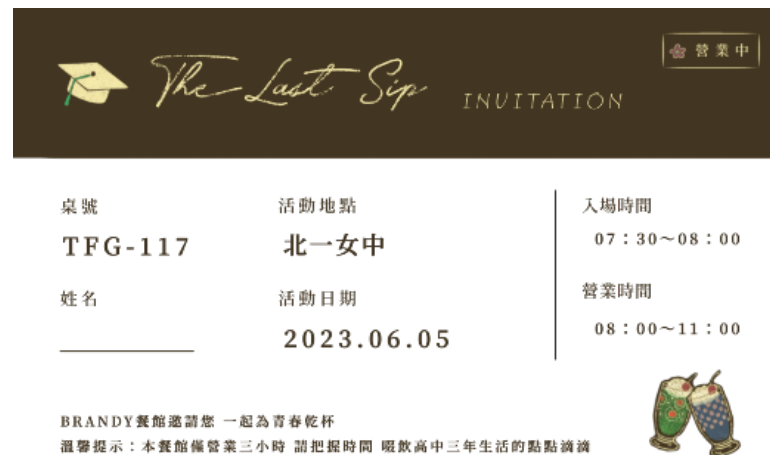 The Last Sip INVITATION
營業中
桌號
TFG-117
姓名
活動地點
北一女中
活動日期
2023.06.05
入場時間
07：30～08：00
營業時間
08：00～11：00
BRANDY餐館邀請您 一起為青春乾杯
溫馨提示：本餐館僅營業三小時 請把握時間 啜飲高中三年生活的點點滴滴